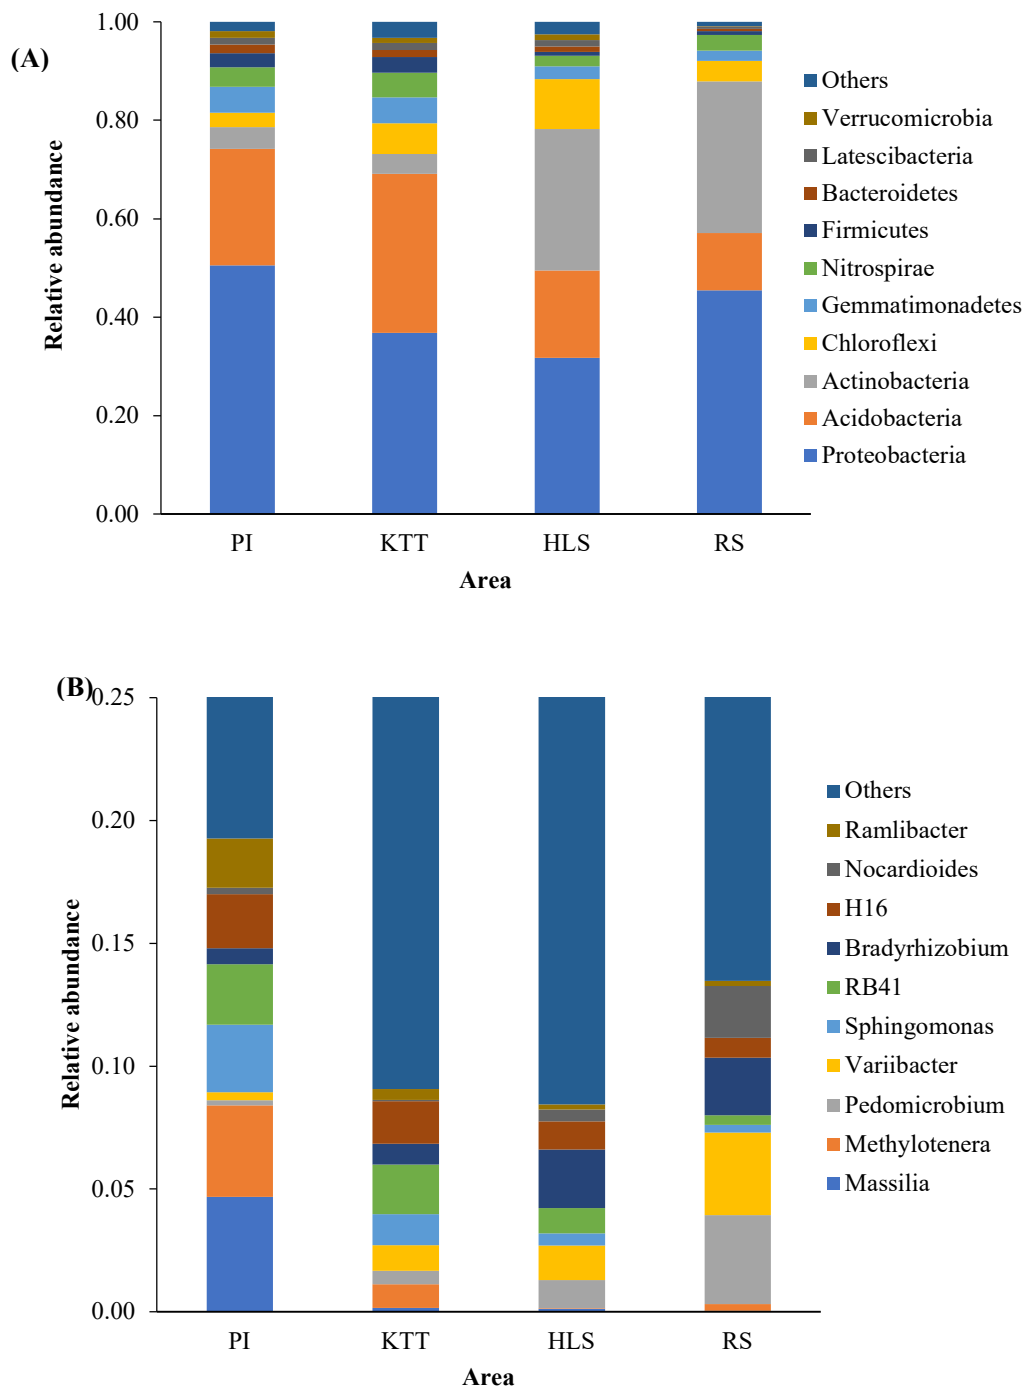 (A)
1.00
0.80
0.60
0.40
0.20
0.00
Relative abundance
PI
KTT
HLS
RS
Area
Others
Verrucomicrobia
Latescibacteria
Bacteroidetes
Firmicutes
Nitrospirae
Gemmatimonadetes
Chloroflexi
Actinobacteria
Acidobacteria
Proteobacteria
(B)
0.25
0.20
0.15
0.10
0.05
0.00
Relative abundance
PI
KTT
HLS
RS
Area
Others
Ramlibacter
Nocardioides
H16
Bradyrhizobium
RB41
Sphingomonas
Variibacter
Pedomicrobium
Methylotenera
Massilia